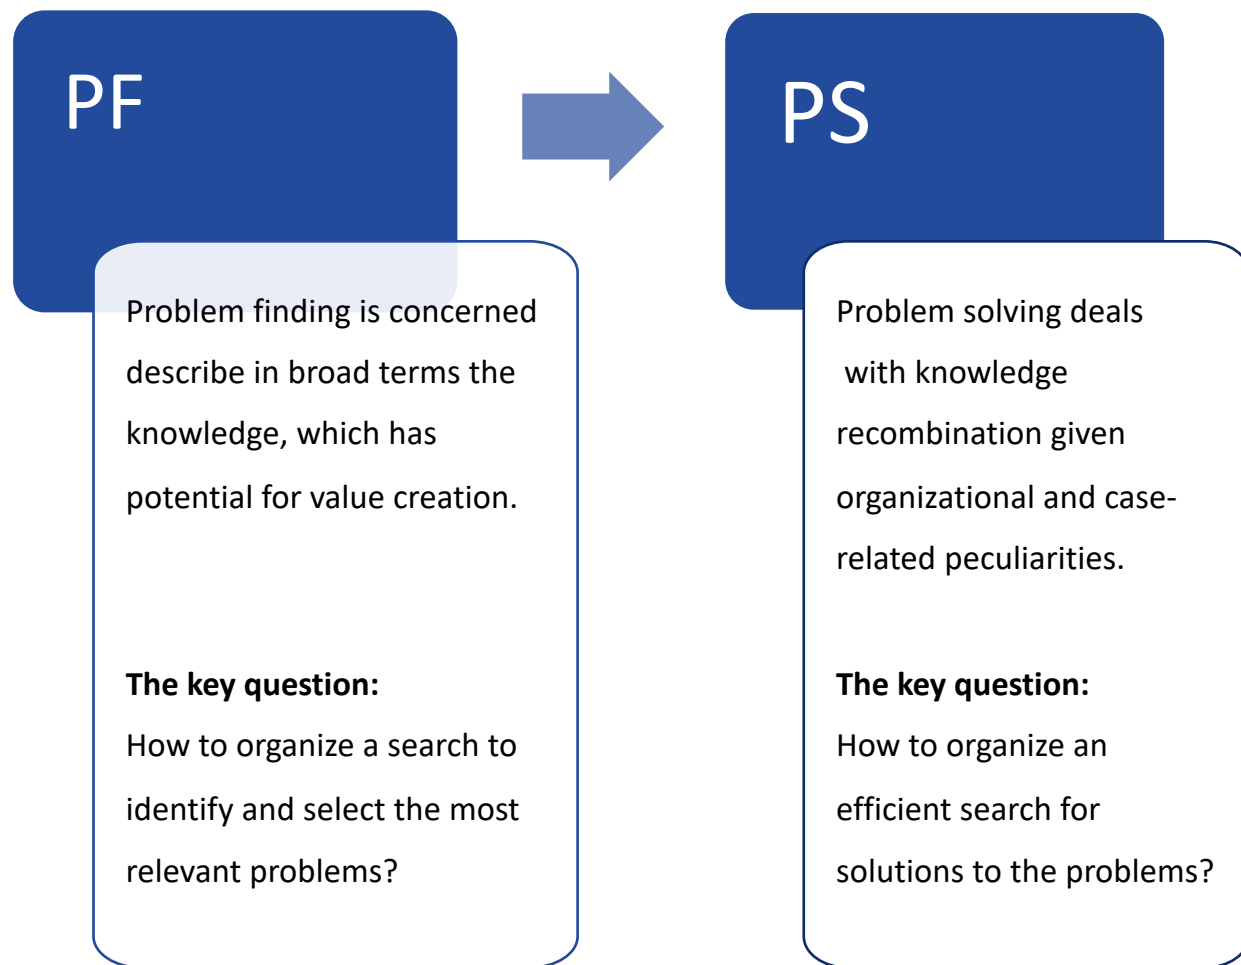 PF
Problem finding is concerned
describe in broad terms the
knowledge, which has
potential for value creation.
The key question:
How to organize a search to
identify and select the most
relevant problems?
PS
Problem solving deals
with knowledge
recombination given
organizational and case-
related peculiarities.
The key question:
How to organize an
efficient search for
solutions to the problems?